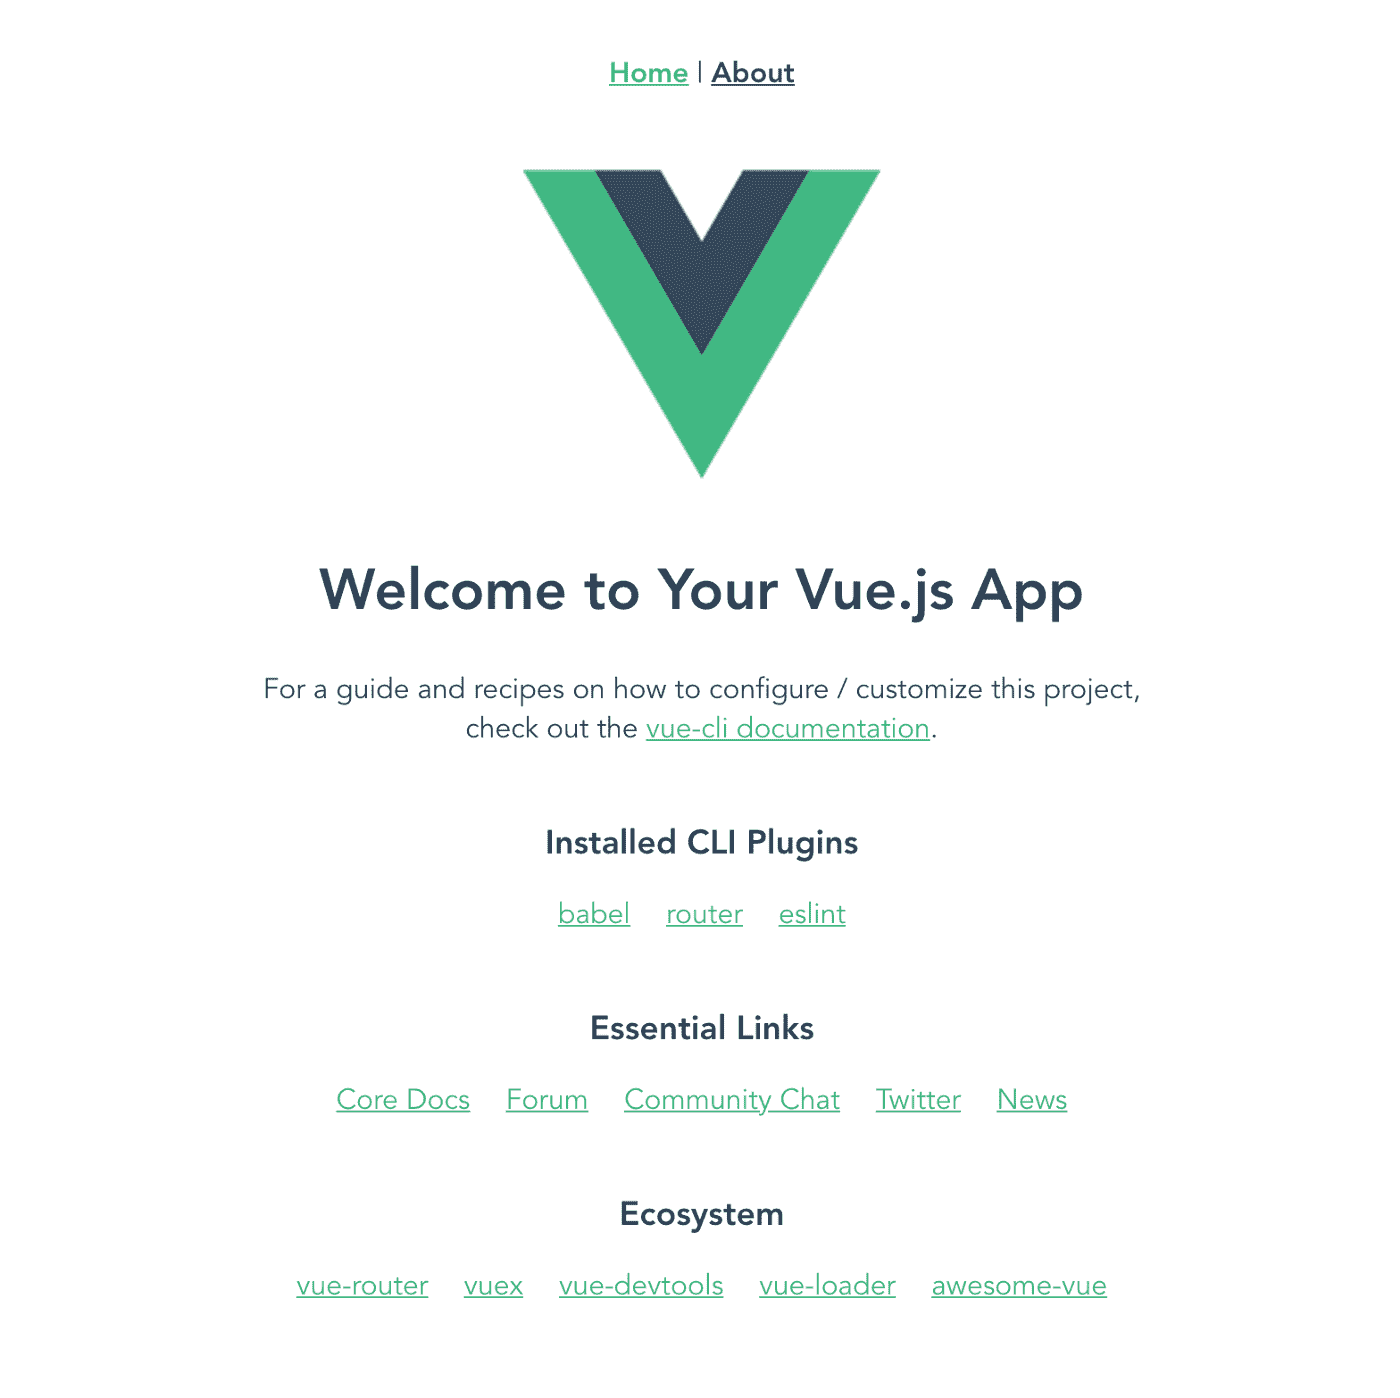 Home | About
Welcome to Your Vue.js App
For a guide and recipes on how to configure / customize this project,
check out the vue-cli documentation.
Installed CLI Plugins
babel router eslint
Essential Links
Core Docs Forum Community Chat Twitter News
Ecosystem
vue-router vuex vue-devtools vue-loader awesome-vue